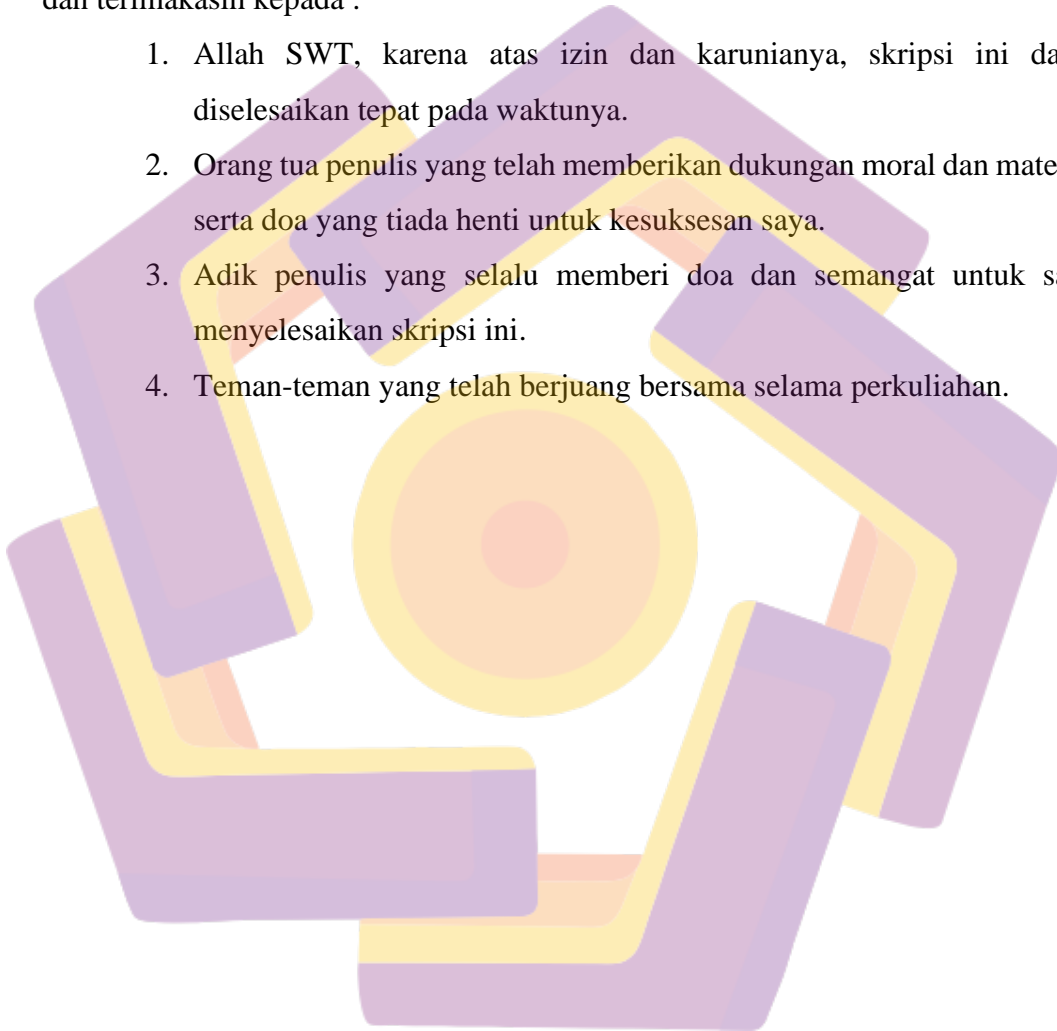 dan terimakasih kepada :
1. Allah SWT, karena atas izin dan karunianya, skripsi ini da
diselesaikan tepat pada waktunya.
2. Orang tua penulis yang telah memberikan dukungan moral dan mate
serta doa yang tiada henti untuk kesuksesan saya.
3. Adik penulis yang selalu memberi doa dan semangat untuk sa
menyelesaikan skripsi ini.
4. Teman-teman yang telah berjuang bersama selama perkuliahan.